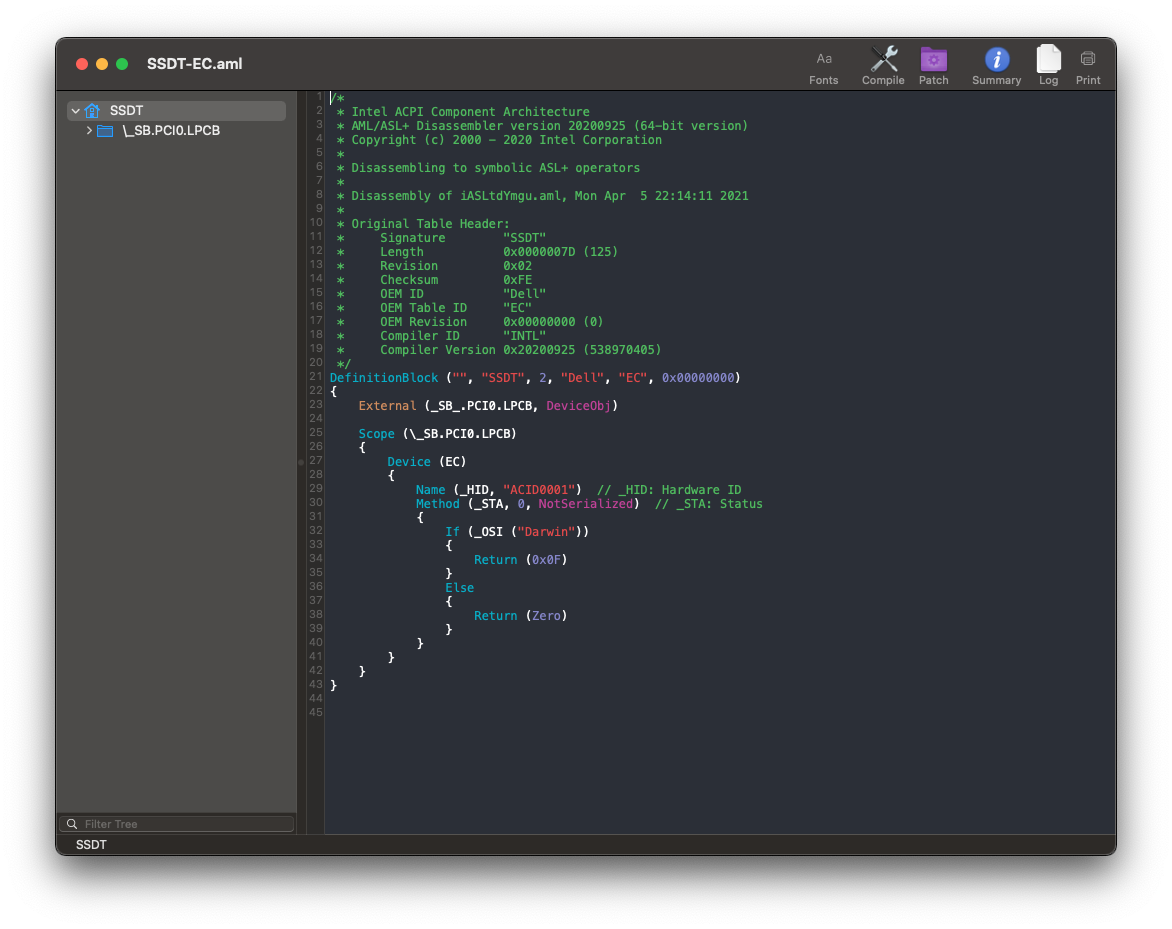 SSDT-EC.aml
Aa
Fonts
Compile
Patch
Summary
Log
Print
SSDT
\_SB.PCI0.LPCB
1 /*
2  * Intel ACPI Component Architecture
3  * AML/ASL+ Disassembler version 20200925 (64-bit version)
4  * Copyright (c) 2000 - 2020 Intel Corporation
5  *
6  * Disassembling to symbolic ASL+ operators
7  *
8  * Disassembly of iASLtdYmgu.aml, Mon Apr  5 22:14:11 2021
9  *
10  * Original Table Header:
11  *     Signature        "SSDT"
12  *     Length           0x0000007D (125)
13  *     Revision         0x02
14  *     Checksum         0xFE
15  *     OEM ID           "Dell"
16  *     OEM Table ID     "EC"
17  *     OEM Revision     0x00000000 (0)
18  *     Compiler ID      "INTL"
19  *     Compiler Version 0x20200925 (538970405)
20  */
21 DefinitionBlock ("", "SSDT", 2, "Dell", "EC", 0x00000000)
22 {
23     External (_SB_.PCI0.LPCB, DeviceObj)
24
25     Scope (\_SB.PCI0.LPCB)
26     {
27         Device (EC)
28         {
29             Name (_HID, "ACID0001")  // _HID: Hardware ID
30             Method (_STA, 0, NotSerialized)  // _STA: Status
31             {
32                 If (_OSI ("Darwin"))
33                 {
34                     Return (0x0F)
35                 }
36                 Else
37                 {
38                     Return (Zero)
39                 }
40             }
41         }
42     }
43 }
44
45
Filter Tree
SSDT